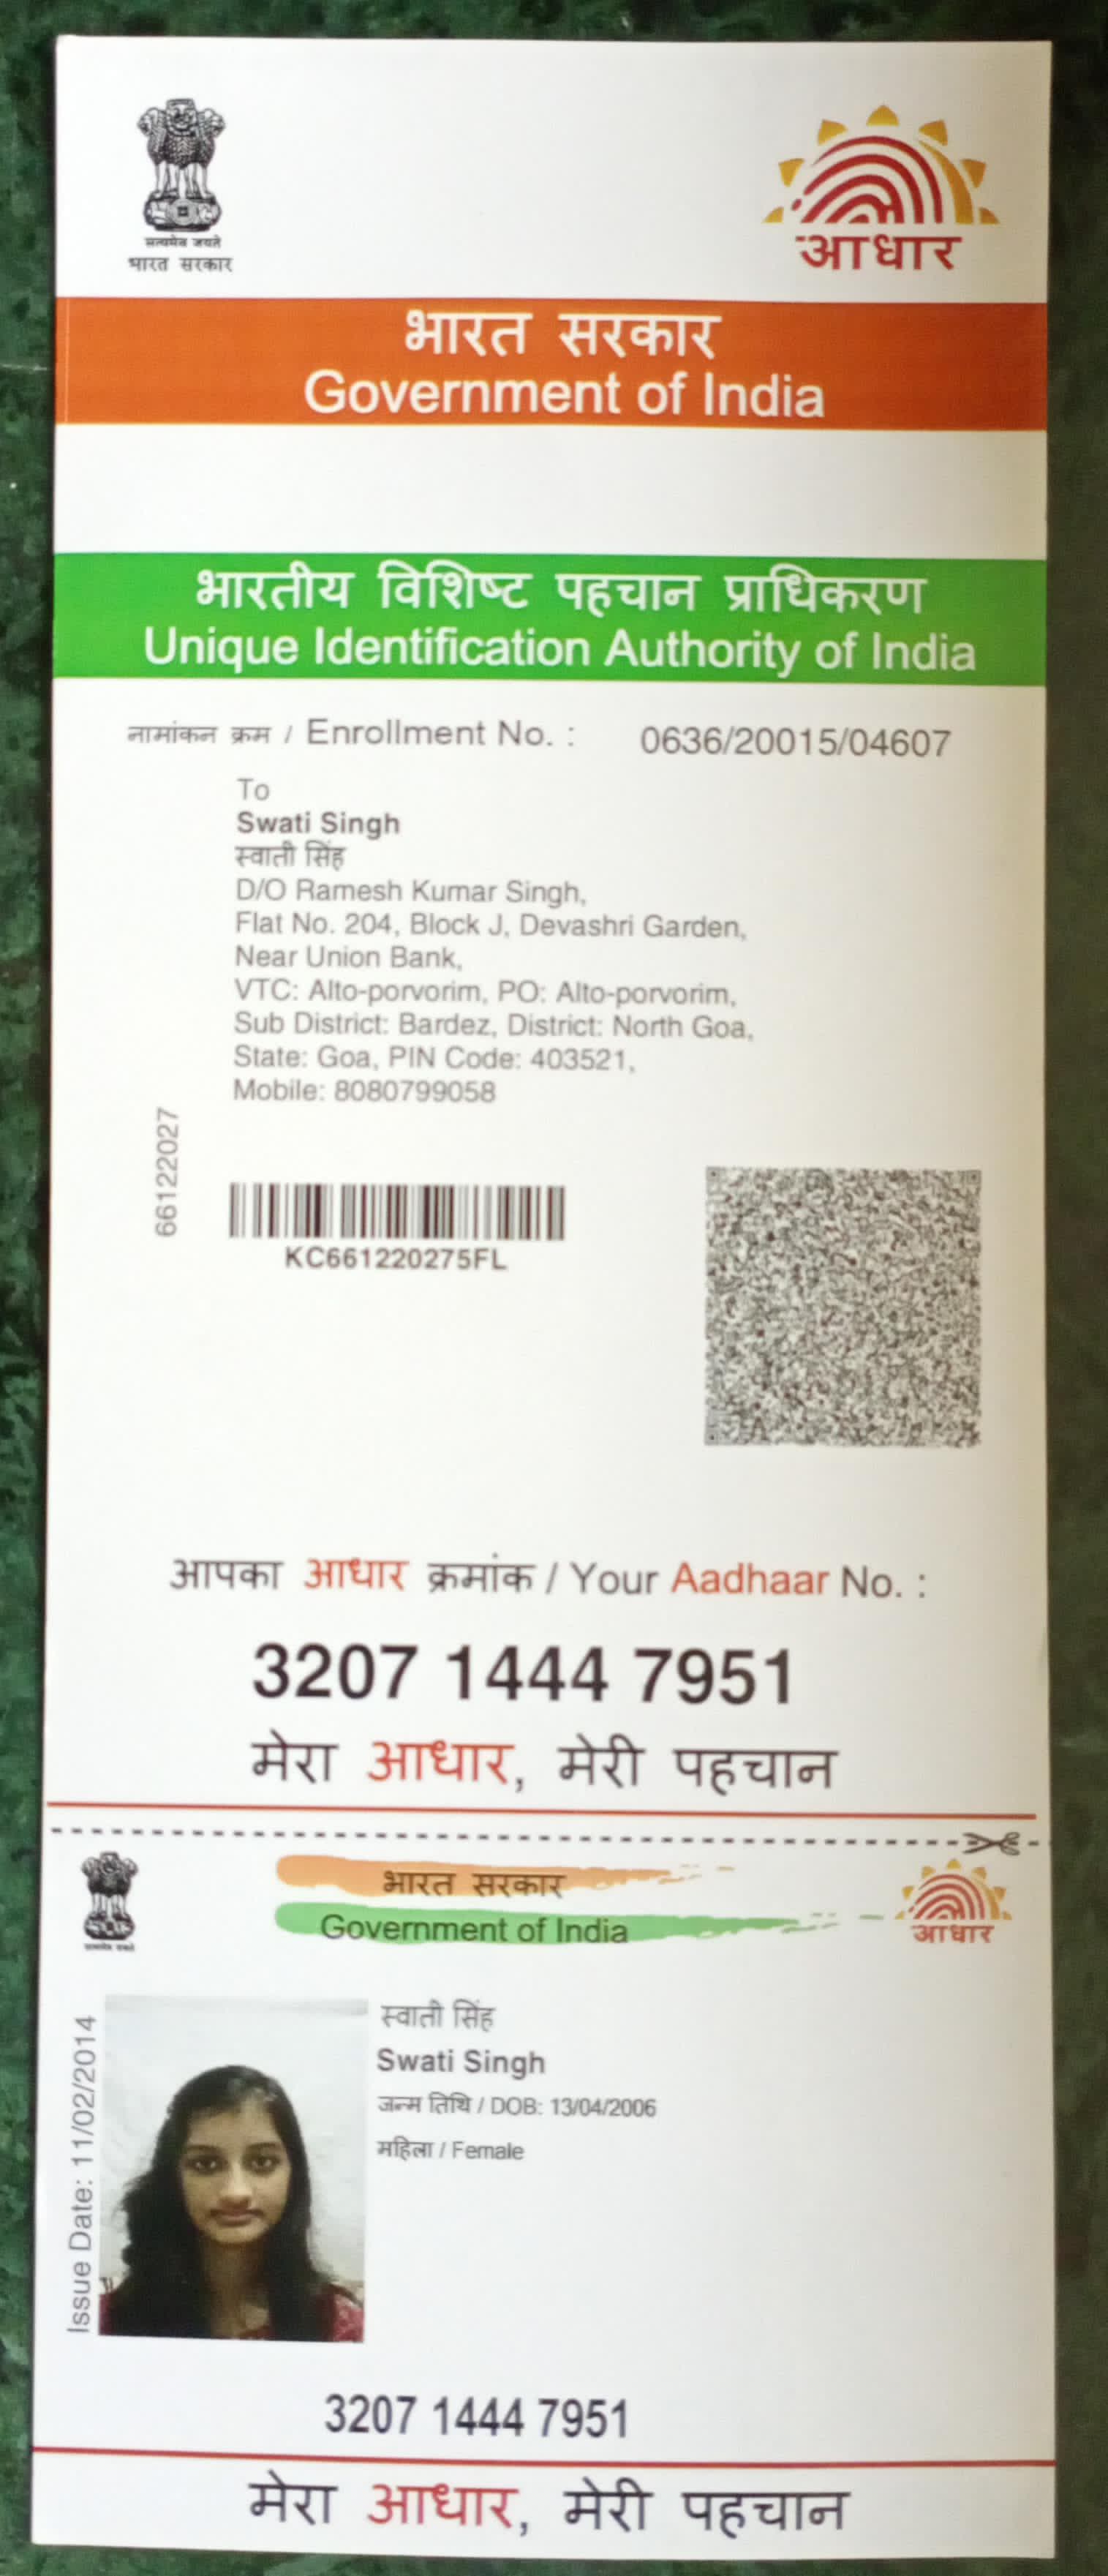 सत्यमेव जयते
भारत सरकार
आधार
भारत सरकार
Government of India
भारतीय विशिष्ट पहचान प्राधिकरण
Unique Identification Authority of India
नामांकन क्रम / Enrollment No. : 0636/20015/04607
To
Swati Singh
स्वाती सिंह
D/O Ramesh Kumar Singh,
Flat No. 204, Block J, Devashri Garden,
Near Union Bank,
VTC: Alto-porvorim, PO: Alto-porvorim,
Sub District: Bardez, District: North Goa,
State: Goa, PIN Code: 403521,
Mobile: 8080799058
66122027
KC661220275FL
आपका आधार क्रमांक / Your Aadhaar No. :
3207 1444 7951
मेरा आधार, मेरी पहचान
सत्यमेव जयते
भारत सरकार
Government of India
आधार
Issue Date: 11/02/2014
स्वाती सिंह
Swati Singh
जन्म तिथि / DOB: 13/04/2006
महिला / Female
3207 1444 7951
मेरा आधार, मेरी पहचान